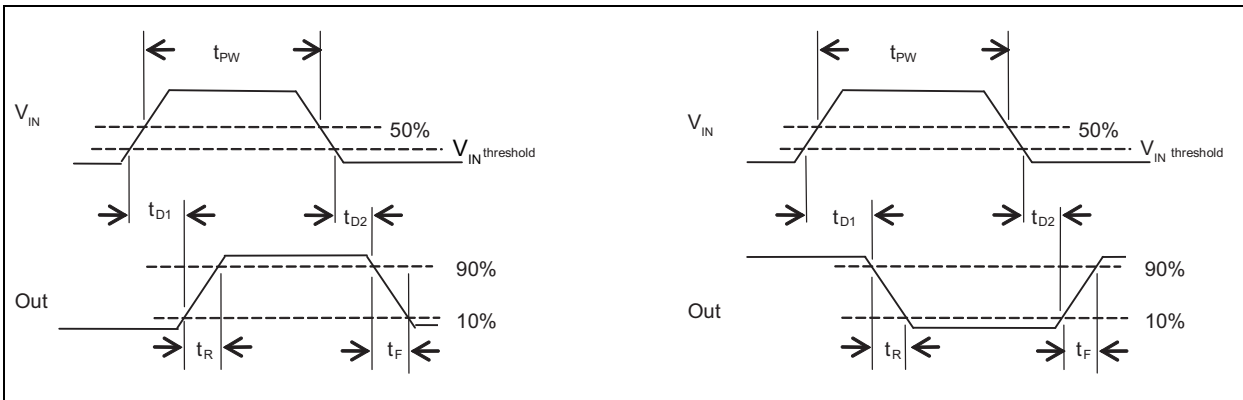 tPW
VIN
50%
VIN threshold
tD1
tD2
90%
Out
10%
tR
tF
tPW
VIN
50%
VIN threshold
tD1
tD2
90%
Out
10%
tR
tF